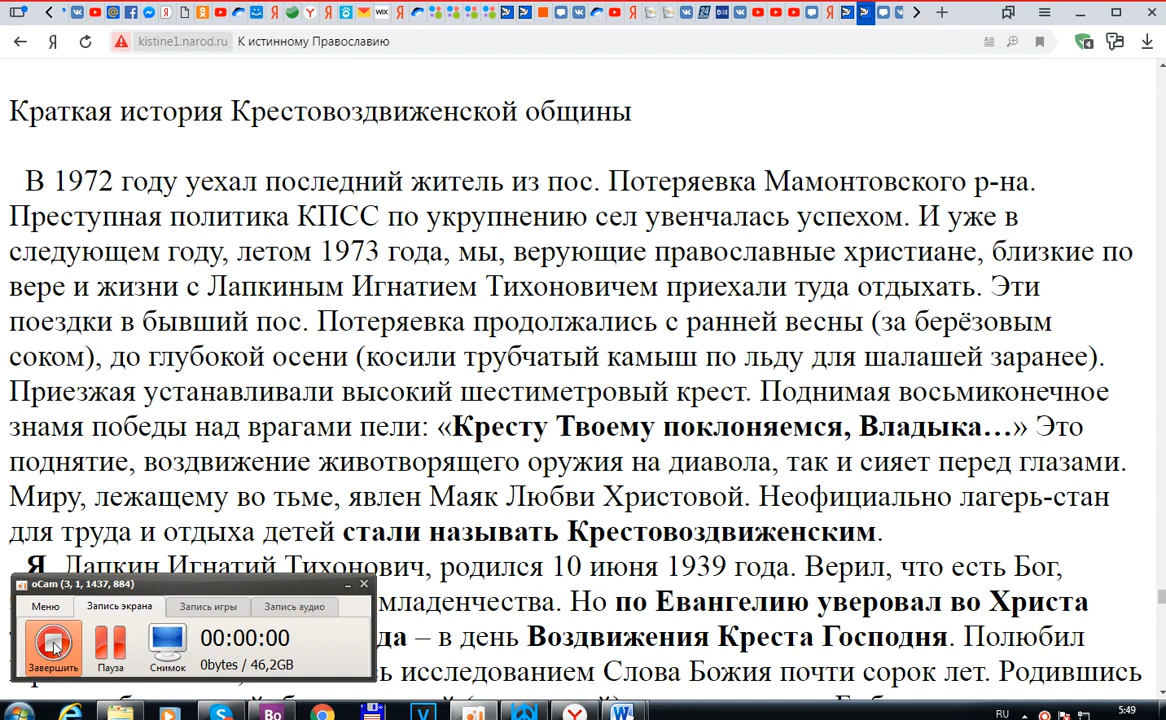 kistine1.narod.ru К истинному Православию
Краткая история Крестовоздвиженской общины
В 1972 году уехал последний житель из пос. Потеряевка Мамонтовского р-на.
Преступная политика КПСС по укрупнению сел увенчалась успехом. И уже в
следующем году, летом 1973 года, мы, верующие православные христиане, близкие по
вере и жизни с Лапкиным Игнатием Тихоновичем приехали туда отдыхать. Эти
поездки в бывший пос. Потеряевка продолжались с ранней весны (за берёзовым
соком), до глубокой осени (косили трубчатый камыш по льду для шалашей заранее).
Приезжая устанавливали высокий шестиметровый крест. Поднимая восьмиконечное
знамя победы над врагами пели: «Кресту Твоему поклоняемся, Владыка…» Это
поднятие, воздвижение животворящего оружия на диавола, так и сияет перед глазами.
Миру, лежащему во тьме, явлен Маяк Любви Христовой. Неофициально лагерь-стан
для труда и отдыха детей стали называть Крестовоздвиженским.
Я, Лапкин Игнатий Тихонович, родился 10 июня 1939 года. Верил, что есть Бог,
младенчества. Но по Евангелию уверовал во Христа
да – в день Воздвижения Креста Господня. Полюбил
исследованием Слова Божия почти сорок лет. Родившись
oCam (3, 1, 1437, 884)
Меню Запись экрана Запись игры Запись аудио
00:00:00
0bytes / 46,2GB
Завершить Пауза Снимок
RU 5:49